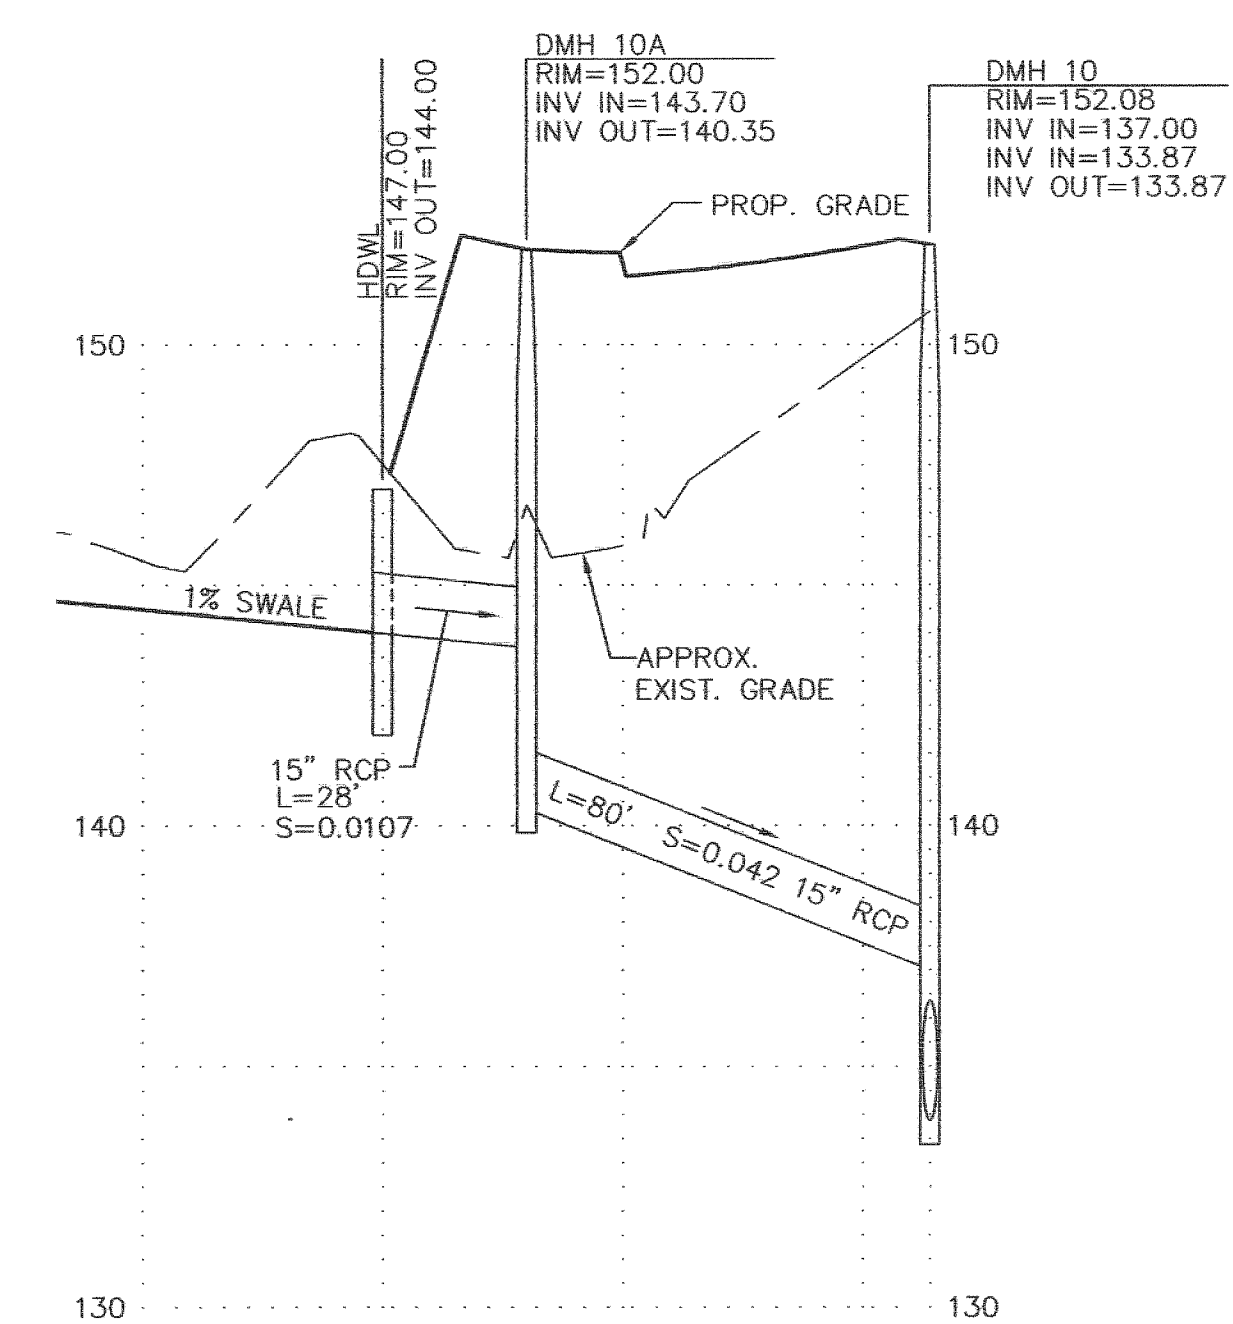 DMH 10A
RIM=152.00
INV IN=143.70
INV OUT=140.35
DMH 10
RIM=152.08
INV IN=137.00
INV IN=133.87
INV OUT=133.87
HDWL
RIM=147.00
INV OUT=144.00
PROP. GRADE
150
150
1% SWALE
APPROX.
EXIST. GRADE
15" RCP
L=28'
S=0.0107
L=80' S=0.042 15" RCP
140
140
130
130